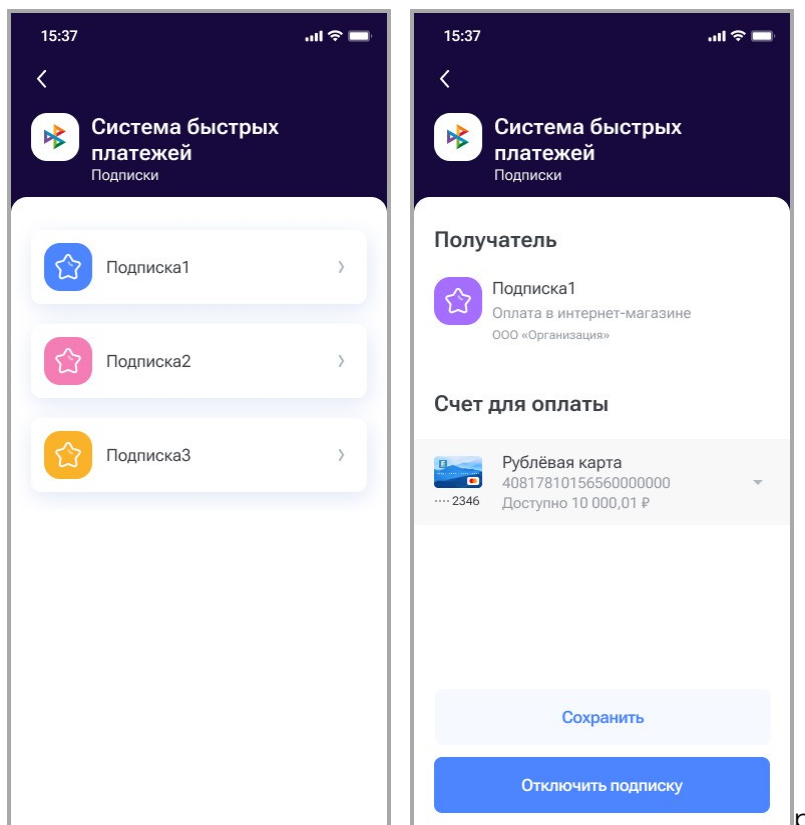 15:37
Система быстрых
платежей
Подписки
Подписка1
Подписка2
Подписка3
15:37
Система быстрых
платежей
Подписки
Получатель
Подписка1
Оплата в интернет-магазине
ООО «Организация»
Счет для оплаты
Рублёвая карта
40817810156560000000
Доступно 10 000,01 ₽
···· 2346
Сохранить
Отключить подписку